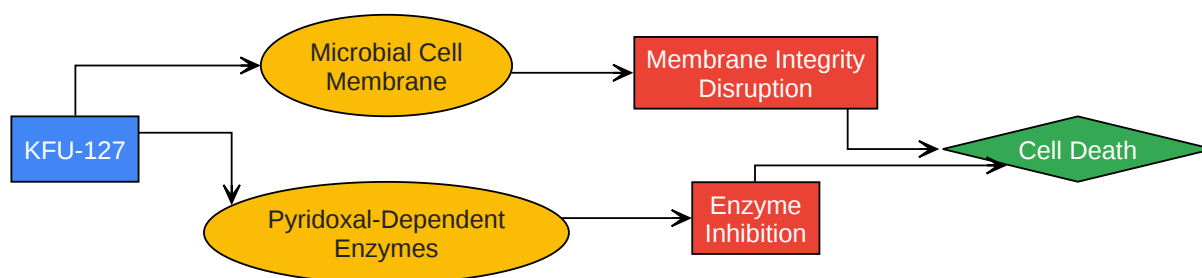 Microbial Cell
Membrane
Membrane Integrity
Disruption
KFU-127
Cell Death
Pyridoxal-Dependent
Enzymes
Enzyme
Inhibition